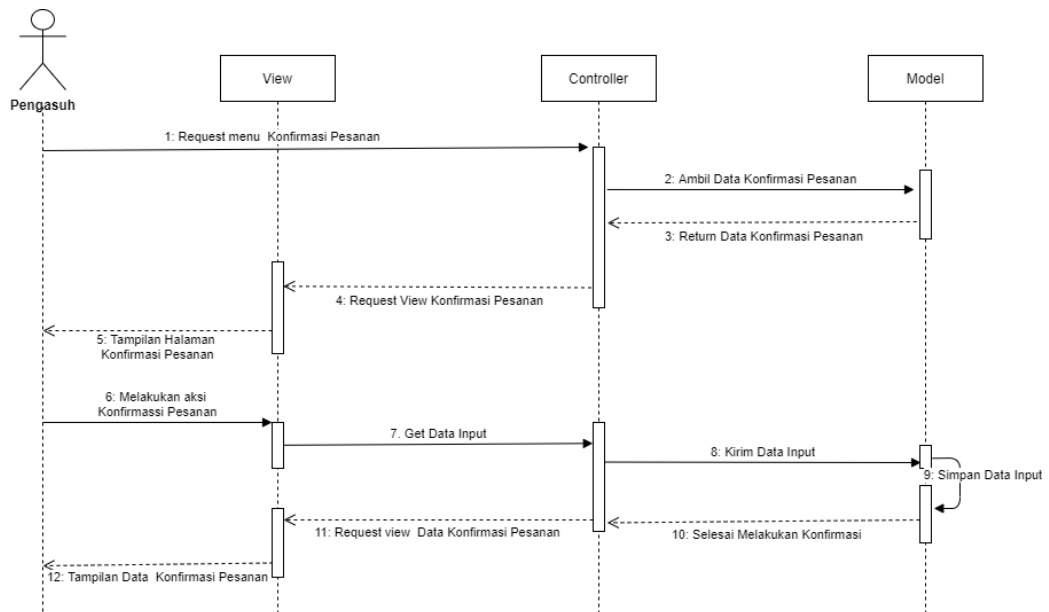 Pengasuh
View
Controller
Model
1: Request menu Konfirmasi Pesanan
2: Ambil Data Konfirmasi Pesanan
3: Return Data Konfirmasi Pesanan
4: Request View Konfirmasi Pesanan
5: Tampilan Halaman
Konfirmasi Pesanan
6: Melakukan aksi
Konfirmassi Pesanan
7. Get Data Input
8: Kirim Data Input
9: Simpan Data Input
10: Selesai Melakukan Konfirmasi
11: Request view Data Konfirmasi Pesanan
12: Tampilan Data Konfirmasi Pesanan